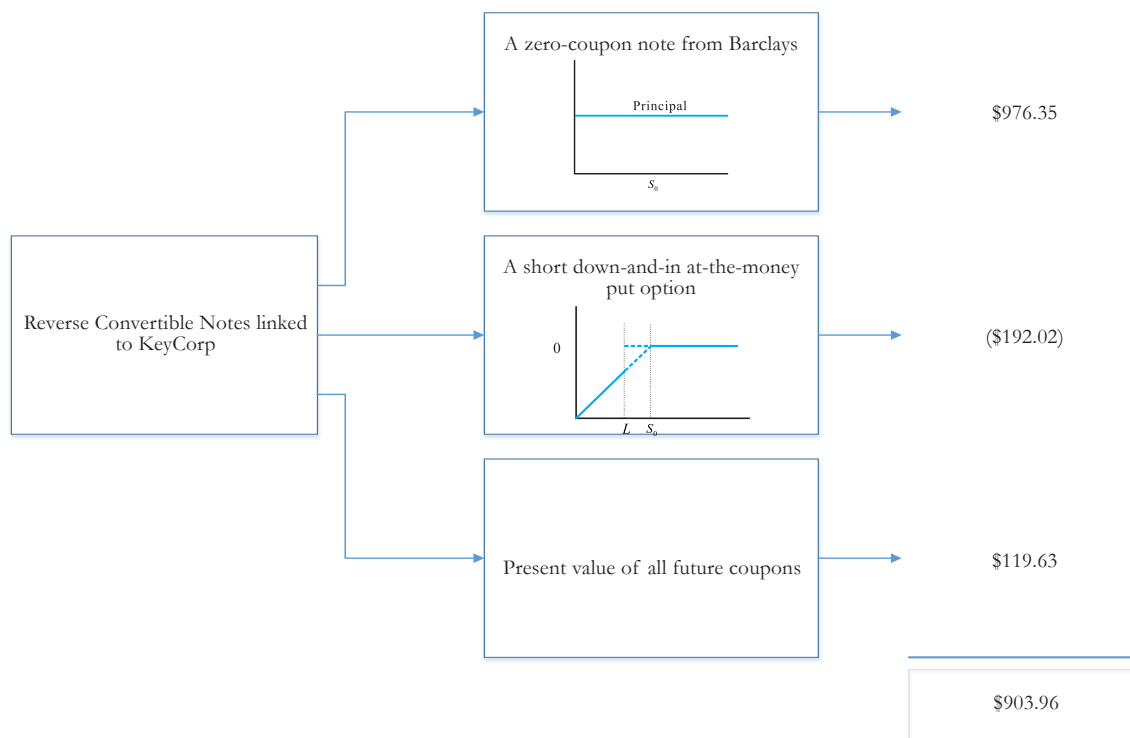 A zero-coupon note from Barclays
Principal
S₀
$976.35
Reverse Convertible Notes linked
to KeyCorp
A short down-and-in at-the-money
put option
0
L S₀
($192.02)
Present value of all future coupons
$119.63
$903.96